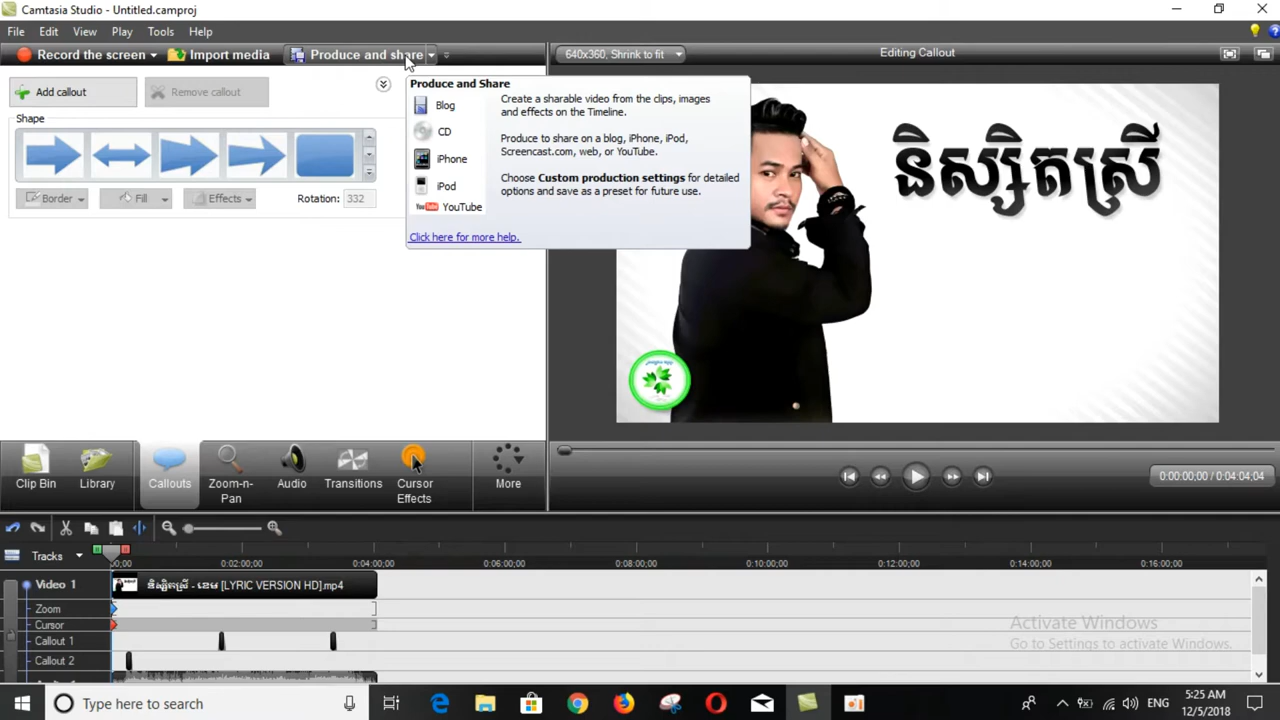 Camtasia Studio - Untitled.camproj
File Edit View Play Tools Help
Record the screen Import media Produce and share
640x360, Shrink to fit
Editing Callout
Add callout
Remove callout
Shape
Border Fill Effects Rotation: 332
Produce and Share
Blog
CD
iPhone
iPod
YouTube
Create a sharable video from the clips, images
and effects on the Timeline.
Produce to share on a blog, iPhone, iPod,
Screencast.com, web, or YouTube.
Choose Custom production settings for detailed
options and save as a preset for future use.
Click here for more help.
និស្សិតស្រី
Clip Bin
Library
Callouts
Zoom-n-
Pan
Audio
Transitions
Cursor
Effects
More
0:00:00;00 / 0:04:04;04
Tracks
00;00 0:02:00;00 0:04:00;00 0:06:00;00 0:08:00;00 0:10:00;00 0:12:00;00 0:14:00;00 0:16:00;00
Video 1
និស្សិតស្រី - ខេម [LYRIC VERSION HD].mp4
Zoom
Cursor
Callout 1
Callout 2
Activate Windows
Go to Settings to activate Windows.
Type here to search
ENG
5:25 AM
12/5/2018